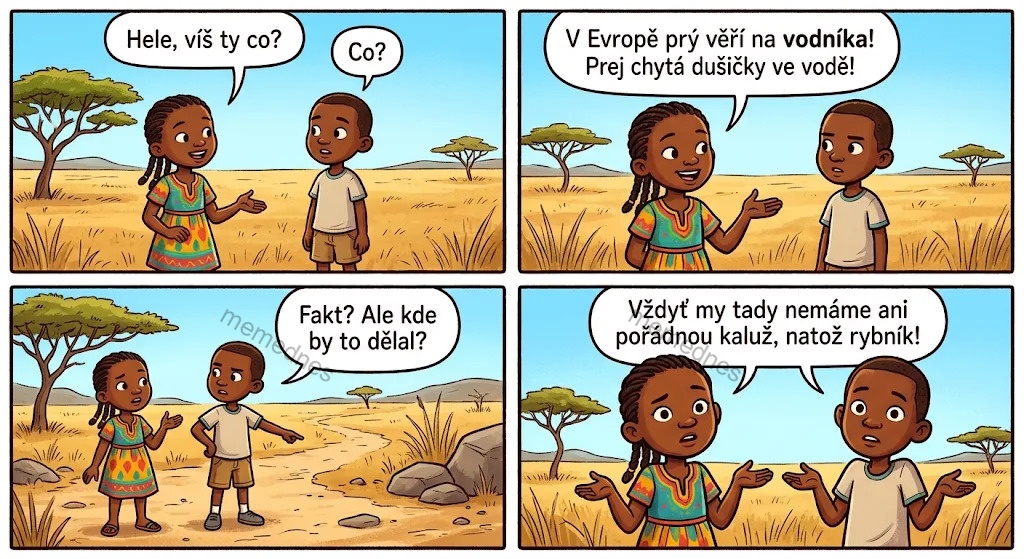 Hele, víš ty co?
Co?
V Evropě prý věří na vodníka!
Prej chytá dušičky ve vodě!
Fakt? Ale kde
by to dělal?
memednes
Vždyť my tady nemáme ani
pořádnou kaluž, natož rybník!
memednes